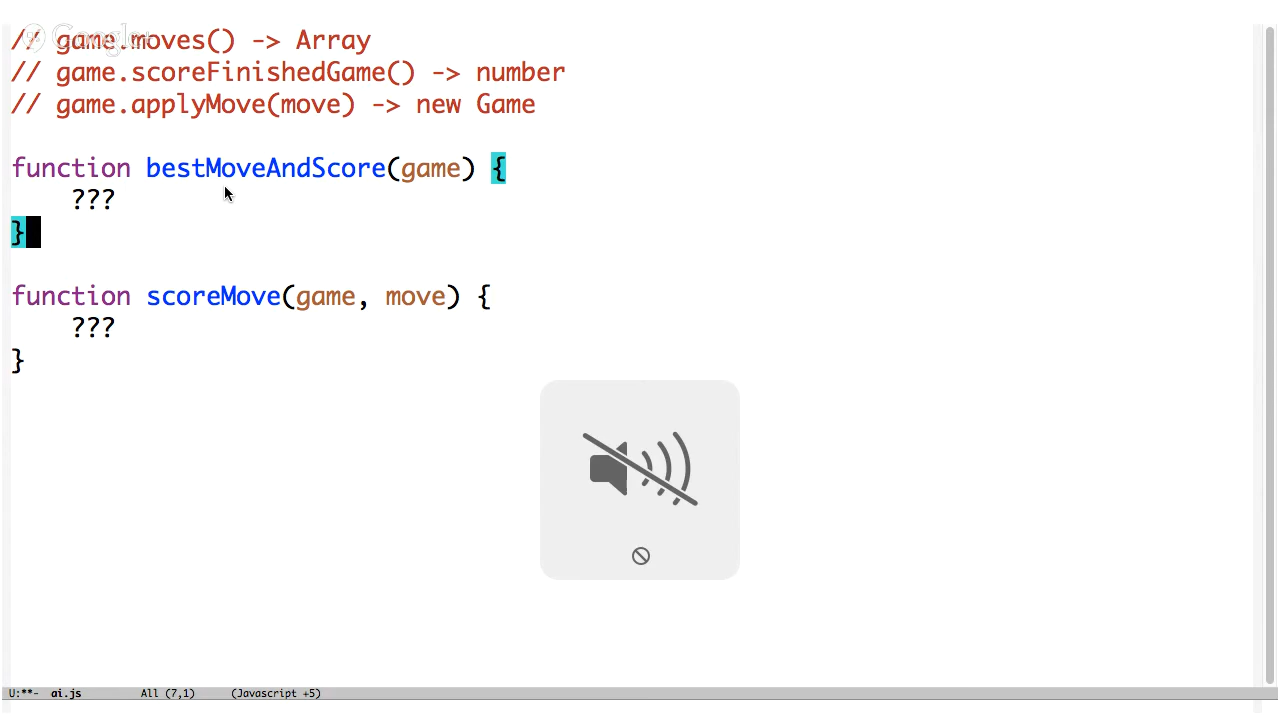 Google+
// game.moves() -> Array
// game.scoreFinishedGame() -> number
// game.applyMove(move) -> new Game
function bestMoveAndScore(game) {
    ???
}
function scoreMove(game, move) {
    ???
}
U:**- ai.js All (7,1) (Javascript +5)